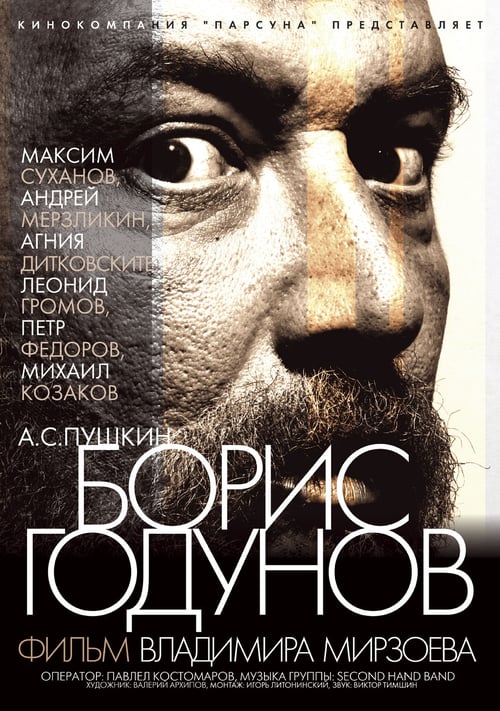 КИНОКОМПАНИЯ "ПАРСУНА" ПРЕДСТАВЛЯЕТ
МАКСИМ
СУХАНОВ,
АНДРЕЙ
МЕРЗЛИКИН,
АГНИЯ
ДИТКОВСКИТЕ,
ЛЕОНИД
ГРОМОВ,
ПЕТР
ФЕДОРОВ,
МИХАИЛ
КОЗАКОВ
А.С.ПУШКИН
БОРИС
ГОДУНОВ
ФИЛЬМ ВЛАДИМИРА МИРЗОЕВА
ОПЕРАТОР: ПАВЛЕЛ КОСТОМАРОВ, МУЗЫКА ГРУППЫ: SECOND HAND BAND
ХУДОЖНИК: ВАЛЕРИЙ АРХИПОВ, МОНТАЖ: ИГОРЬ ЛИТОНИНСКИЙ, ЗВУК: ВИКТОР ТИМШИН